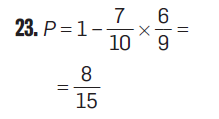 23. P = 1 − 7/10 × 6/9 =
= 8/15